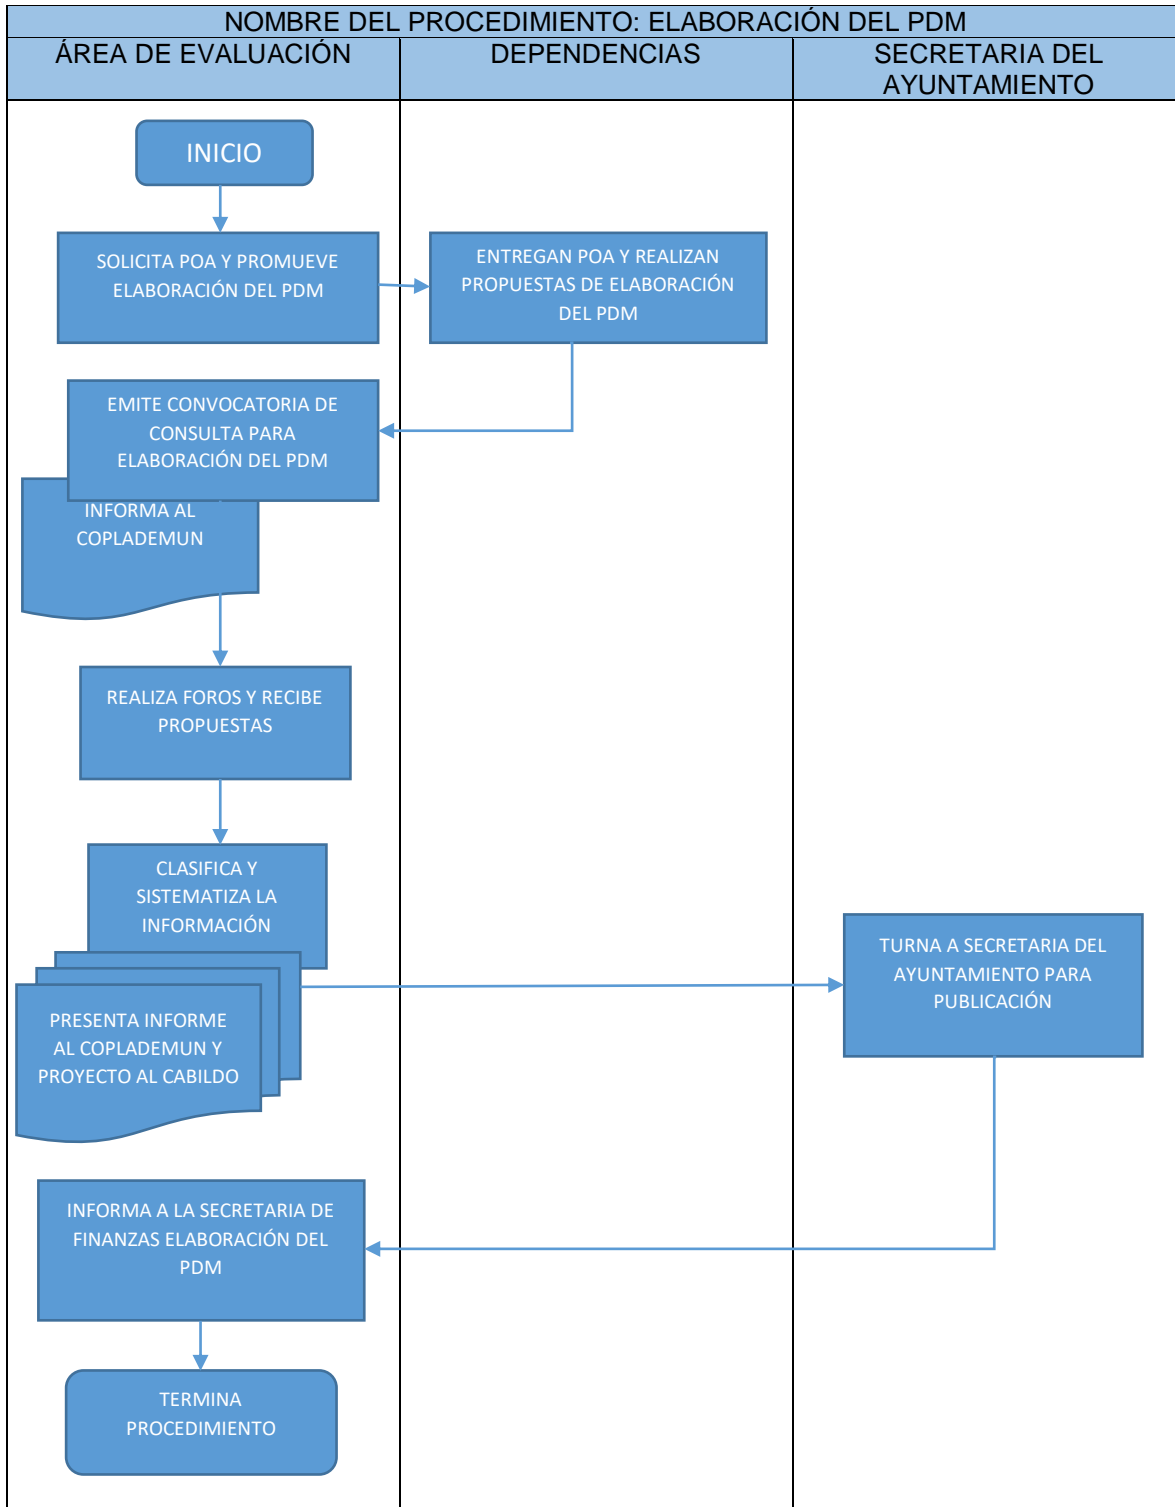 NOMBRE DEL PROCEDIMIENTO: ELABORACIÓN DEL PDM
ÁREA DE EVALUACIÓN
DEPENDENCIAS
SECRETARIA DEL
AYUNTAMIENTO
INICIO
SOLICITA POA Y PROMUEVE
ELABORACIÓN DEL PDM
ENTREGAN POA Y REALIZAN
PROPUESTAS DE ELABORACIÓN
DEL PDM
EMITE CONVOCATORIA DE
CONSULTA PARA
ELABORACIÓN DEL PDM
INFORMA AL
COPLADEMUN
REALIZA FOROS Y RECIBE
PROPUESTAS
CLASIFICA Y
SISTEMATIZA LA
INFORMACIÓN
PRESENTA INFORME
AL COPLADEMUN Y
PROYECTO AL CABILDO
TURNA A SECRETARIA DEL
AYUNTAMIENTO PARA
PUBLICACIÓN
INFORMA A LA SECRETARIA DE
FINANZAS ELABORACIÓN DEL
PDM
TERMINA
PROCEDIMIENTO